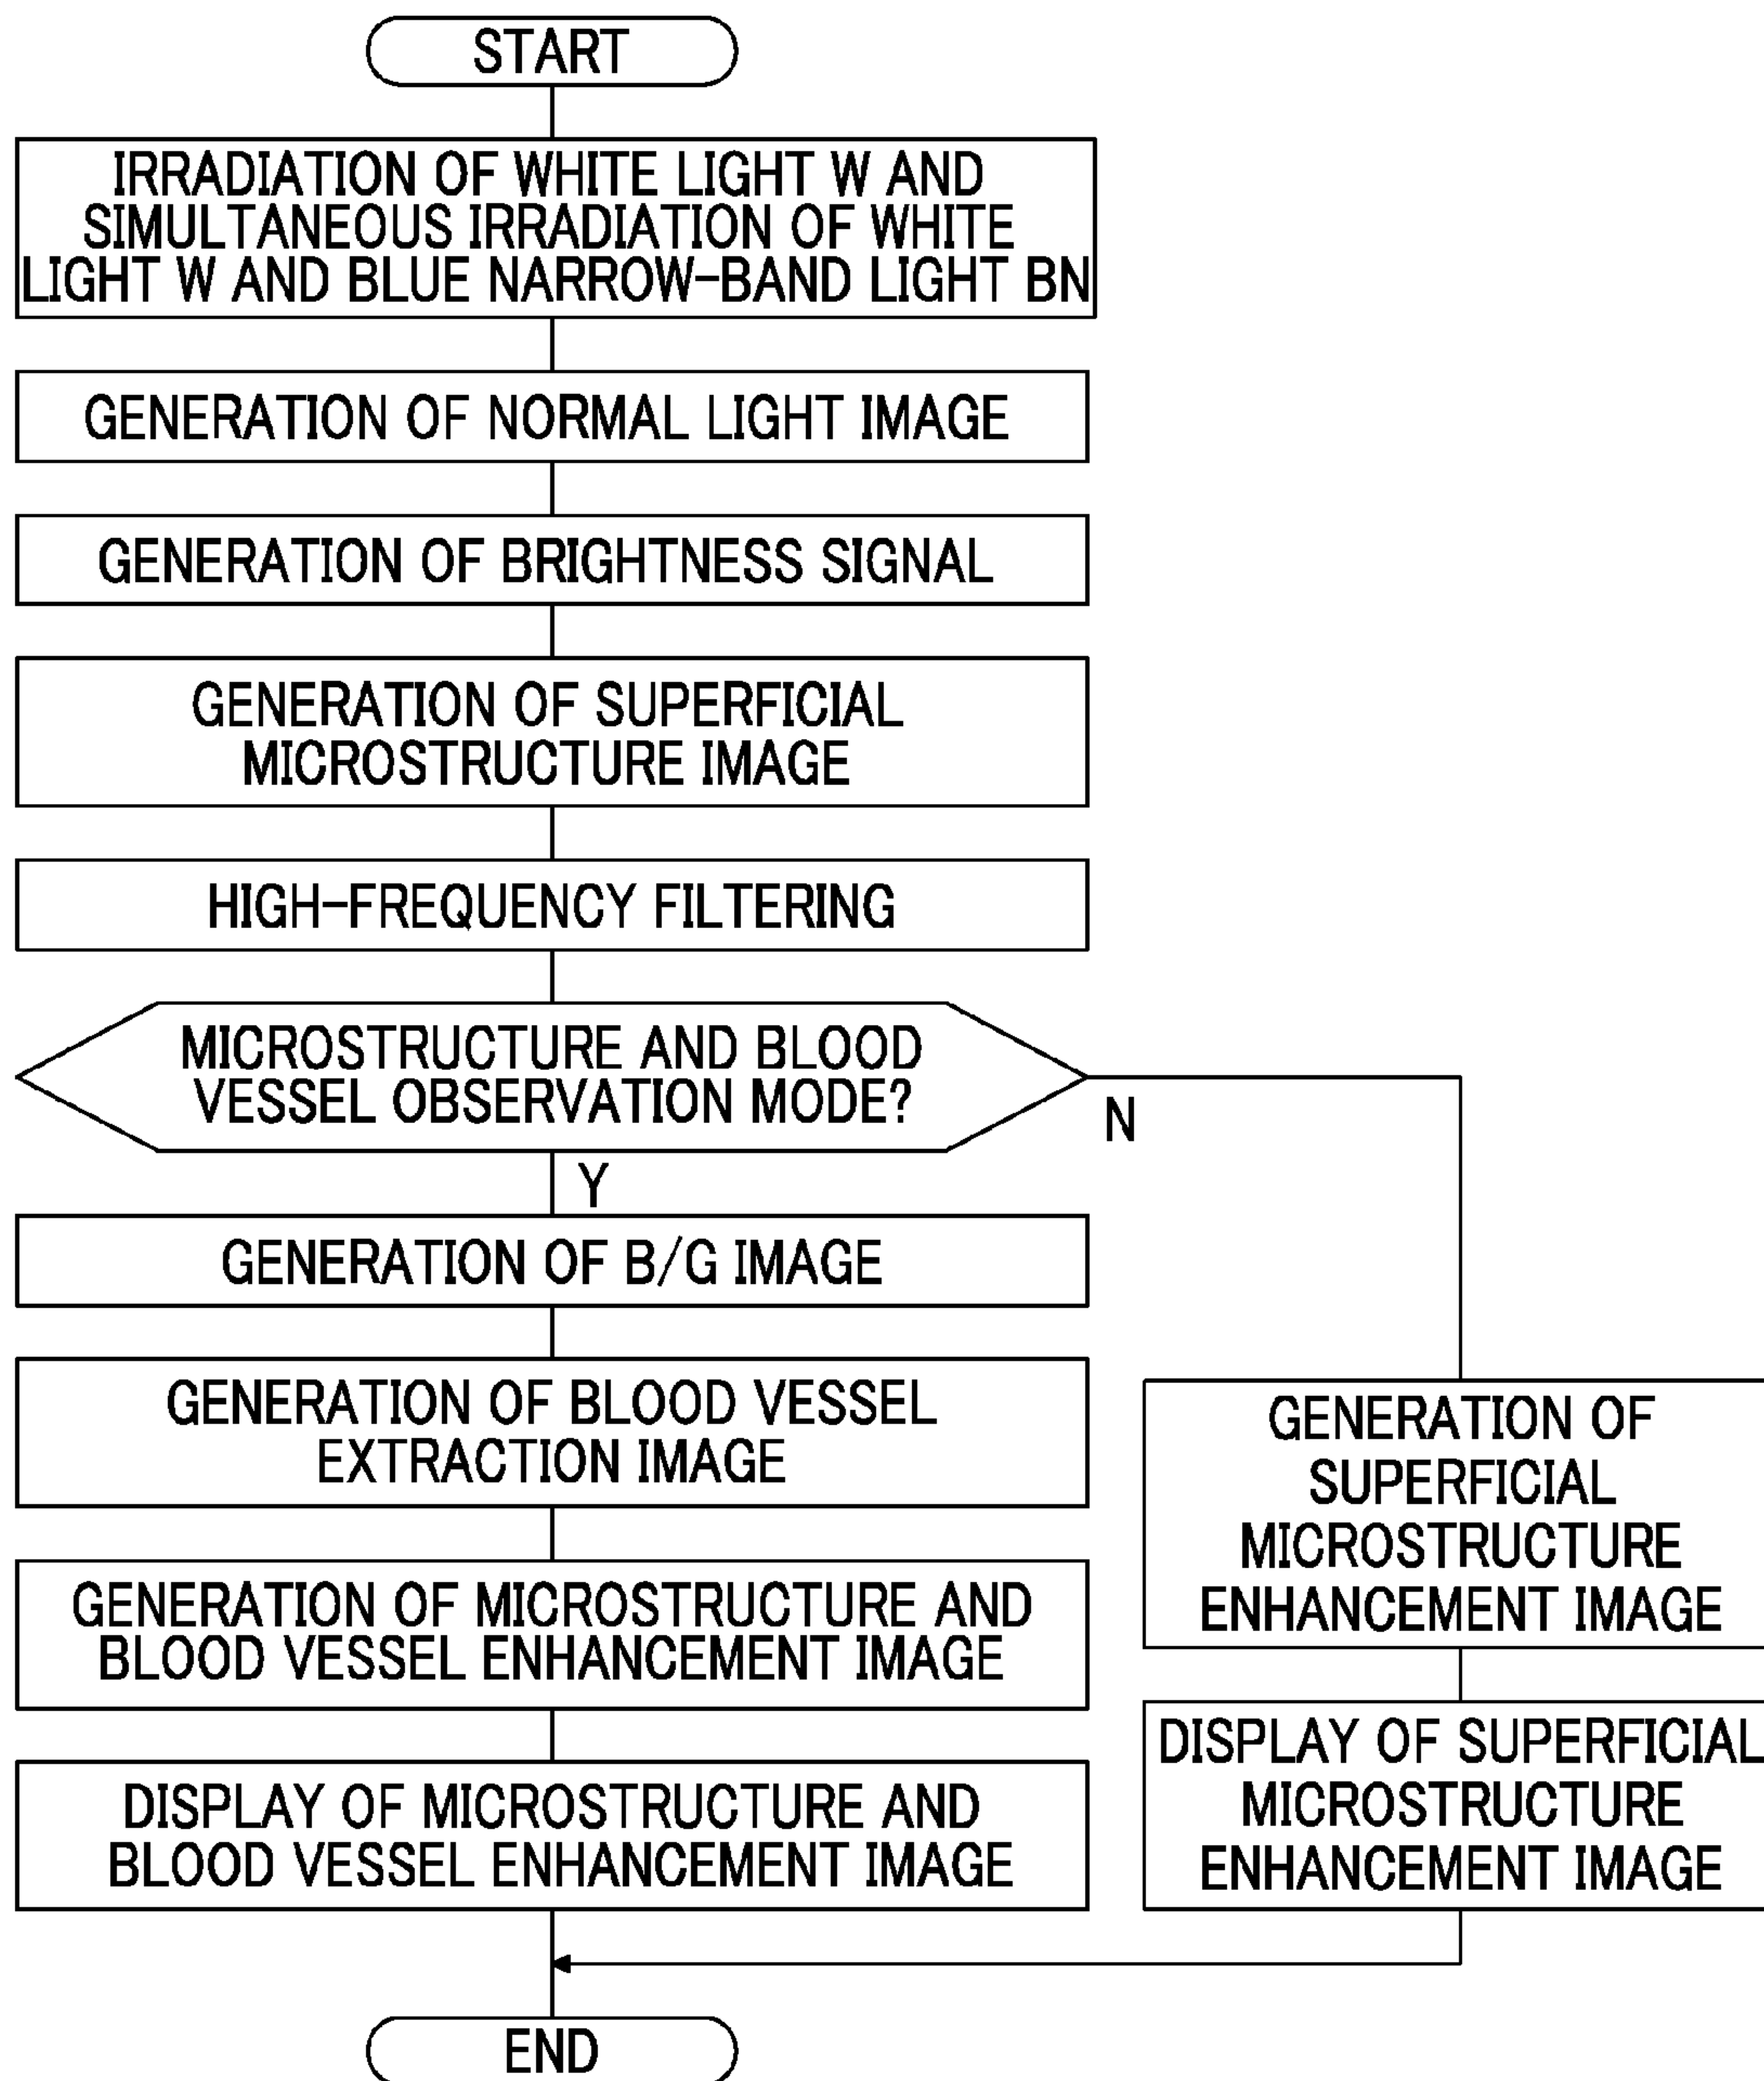 START
IRRADIATION OF WHITE LIGHT W AND
SIMULTANEOUS IRRADIATION OF WHITE
LIGHT W AND BLUE NARROW-BAND LIGHT BN
GENERATION OF NORMAL LIGHT IMAGE
GENERATION OF BRIGHTNESS SIGNAL
GENERATION OF SUPERFICIAL
MICROSTRUCTURE IMAGE
HIGH-FREQUENCY FILTERING
MICROSTRUCTURE AND BLOOD
VESSEL OBSERVATION MODE?
N
Y
GENERATION OF B/G IMAGE
GENERATION OF BLOOD VESSEL
EXTRACTION IMAGE
GENERATION OF MICROSTRUCTURE AND
BLOOD VESSEL ENHANCEMENT IMAGE
DISPLAY OF MICROSTRUCTURE AND
BLOOD VESSEL ENHANCEMENT IMAGE
GENERATION OF
SUPERFICIAL
MICROSTRUCTURE
ENHANCEMENT IMAGE
DISPLAY OF SUPERFICIAL
MICROSTRUCTURE
ENHANCEMENT IMAGE
END